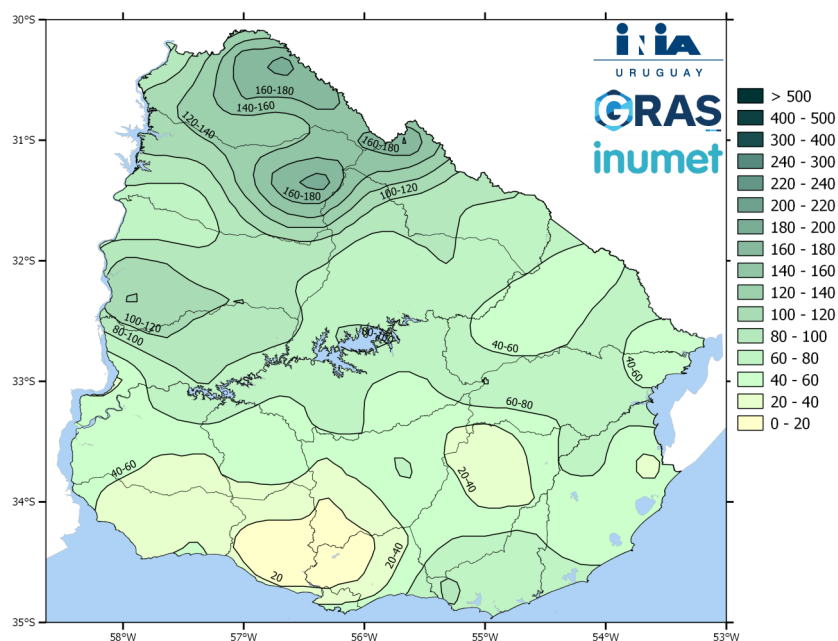 30°S
31°S
32°S
33°S
34°S
35°S
58°W
57°W
56°W
55°W
54°W
53°W
160-180
140-160
120-140
160-180
160-180
100-120
100-120
80-100
40-60
40-60
60-80
40-60
20-40
20-40
20
iNiA
URUGUAY
GRAS
inumet
> 500
400 - 500
300 - 400
240 - 300
220 - 240
200 - 220
180 - 200
160 - 180
140 - 160
120 - 140
100 - 120
80 - 100
60 - 80
40 - 60
20 - 40
0 - 20